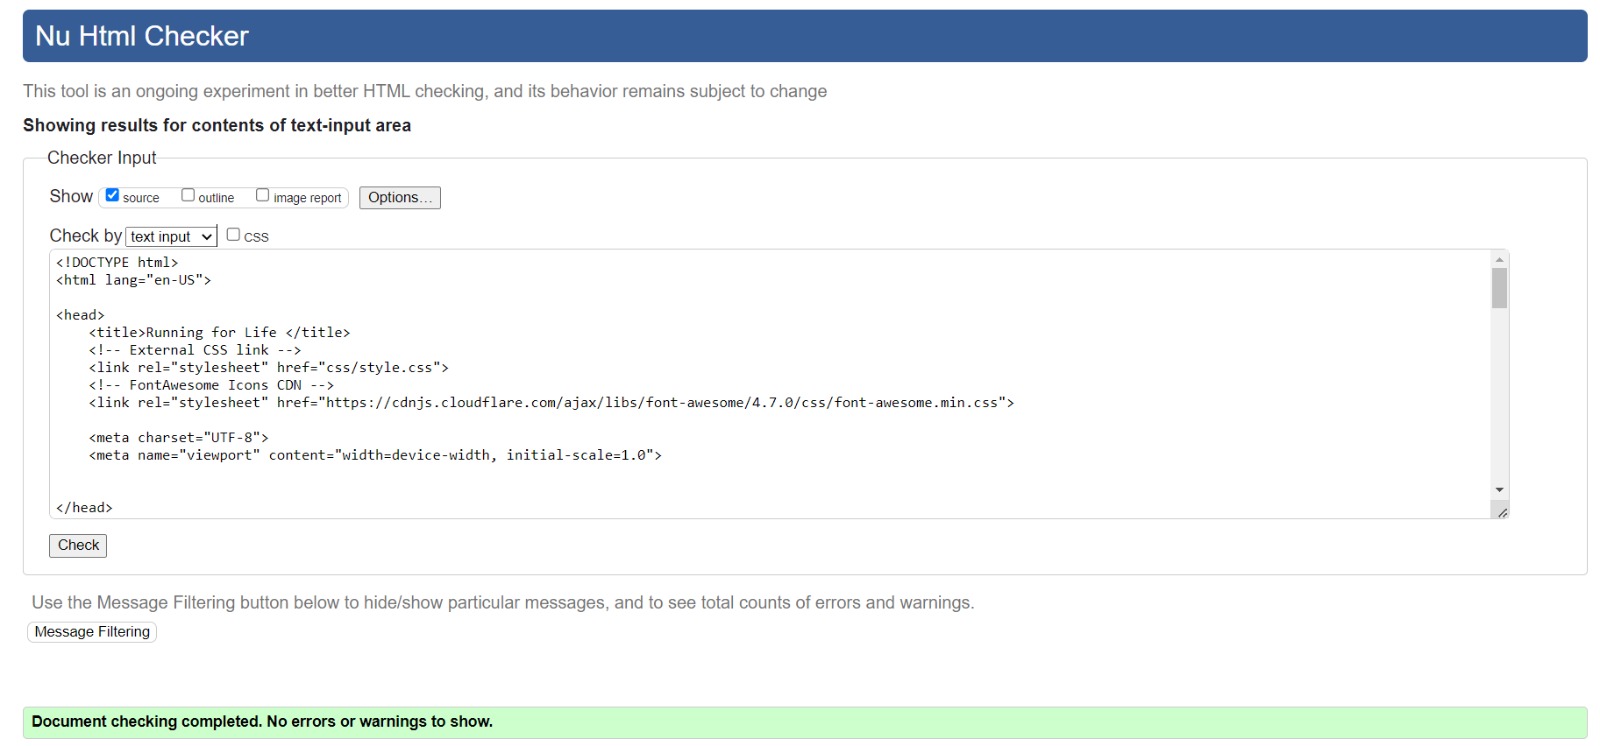 Nu Html Checker
This tool is an ongoing experiment in better HTML checking, and its behavior remains subject to change
Showing results for contents of text-input area
Checker Input
Show source outline image report Options...
Check by text input CSS
<!DOCTYPE html>
<html lang="en-US">
<head>
<title>Running for Life </title>
<!-- External CSS link -->
<link rel="stylesheet" href="css/style.css">
<!-- FontAwesome Icons CDN -->
<link rel="stylesheet" href="https://cdnjs.cloudflare.com/ajax/libs/font-awesome/4.7.0/css/font-awesome.min.css">
<meta charset="UTF-8">
<meta name="viewport" content="width=device-width, initial-scale=1.0">
</head>
Check
Use the Message Filtering button below to hide/show particular messages, and to see total counts of errors and warnings.
Message Filtering
Document checking completed. No errors or warnings to show.